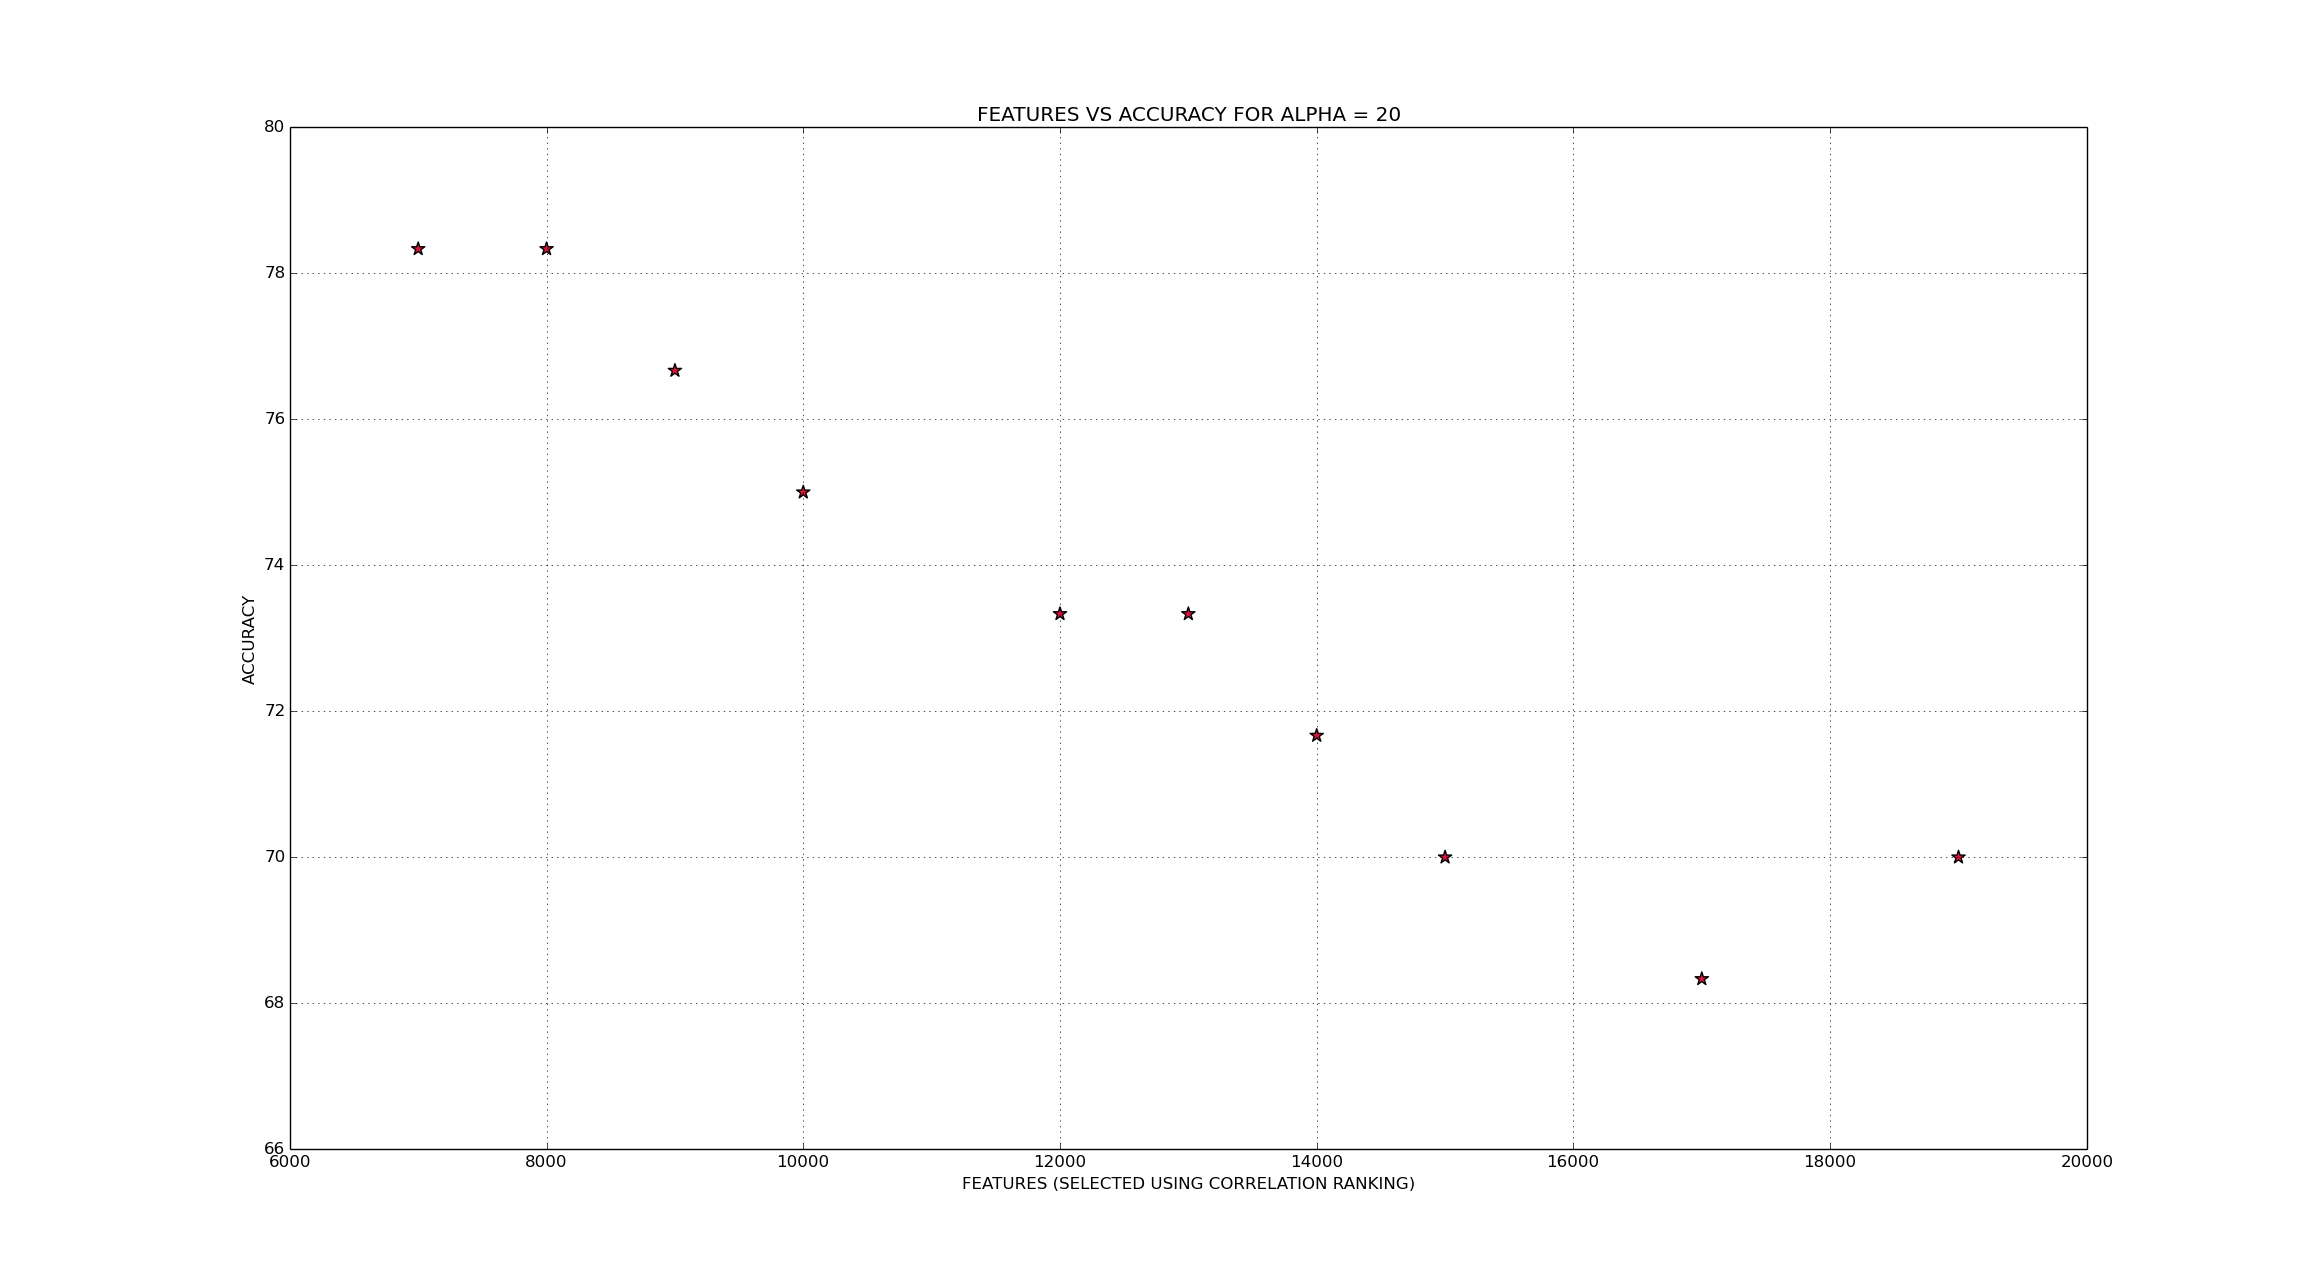 FEATURES VS ACCURACY FOR ALPHA = 20
80
78
76
74
72
70
68
66
ACCURACY
6000 8000 10000 12000 14000 16000 18000 20000
FEATURES (SELECTED USING CORRELATION RANKING)